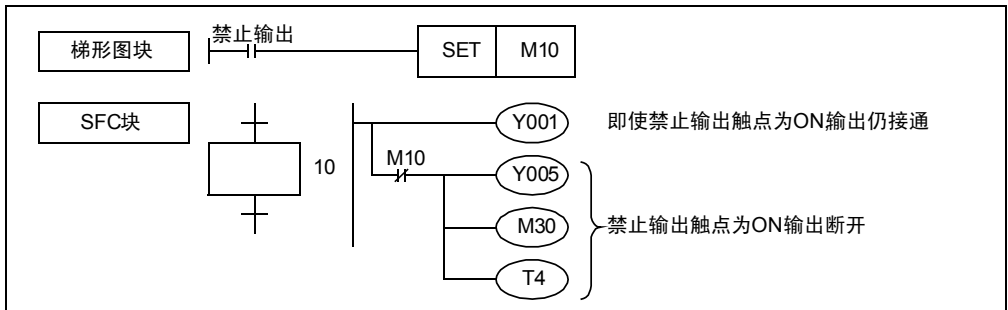 禁止输出
梯形图块
SET M10
SFC块
Y001
即使禁止输出触点为ON输出仍接通
10
M10
Y005
M30
禁止输出触点为ON输出断开
T4